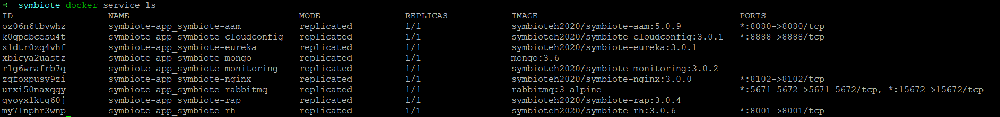 → symbiote docker service ls
ID NAME MODE REPLICAS IMAGE PORTS
oz06n6tbvwhz symbiote-app_symbiote-aam replicated 1/1 symbioteh2020/symbiote-aam:5.0.9 *:8080->8080/tcp
k0qpcbcesu4t symbiote-app_symbiote-cloudconfig replicated 1/1 symbioteh2020/symbiote-cloudconfig:3.0.1 *:8888->8888/tcp
x1dtr0zq4vhf symbiote-app_symbiote-eureka replicated 1/1 symbioteh2020/symbiote-eureka:3.0.1
xbicya2uastz symbiote-app_symbiote-mongo replicated 1/1 mongo:3.6
rlg6wrafrb7q symbiote-app_symbiote-monitoring replicated 1/1 symbioteh2020/symbiote-monitoring:3.0.2
zgfoxpusy9zi symbiote-app_symbiote-nginx replicated 1/1 symbioteh2020/symbiote-nginx:3.0.0 *:8102->8102/tcp
urxi50naxqqy symbiote-app_symbiote-rabbitmq replicated 1/1 rabbitmq:3-alpine *:5671-5672->5671-5672/tcp, *:15672->15672/tcp
qyoyx1ktq60j symbiote-app_symbiote-rap replicated 1/1 symbioteh2020/symbiote-rap:3.0.4
my7lnphr3wnp symbiote-app_symbiote-rh replicated 1/1 symbioteh2020/symbiote-rh:3.0.6 *:8001->8001/tcp